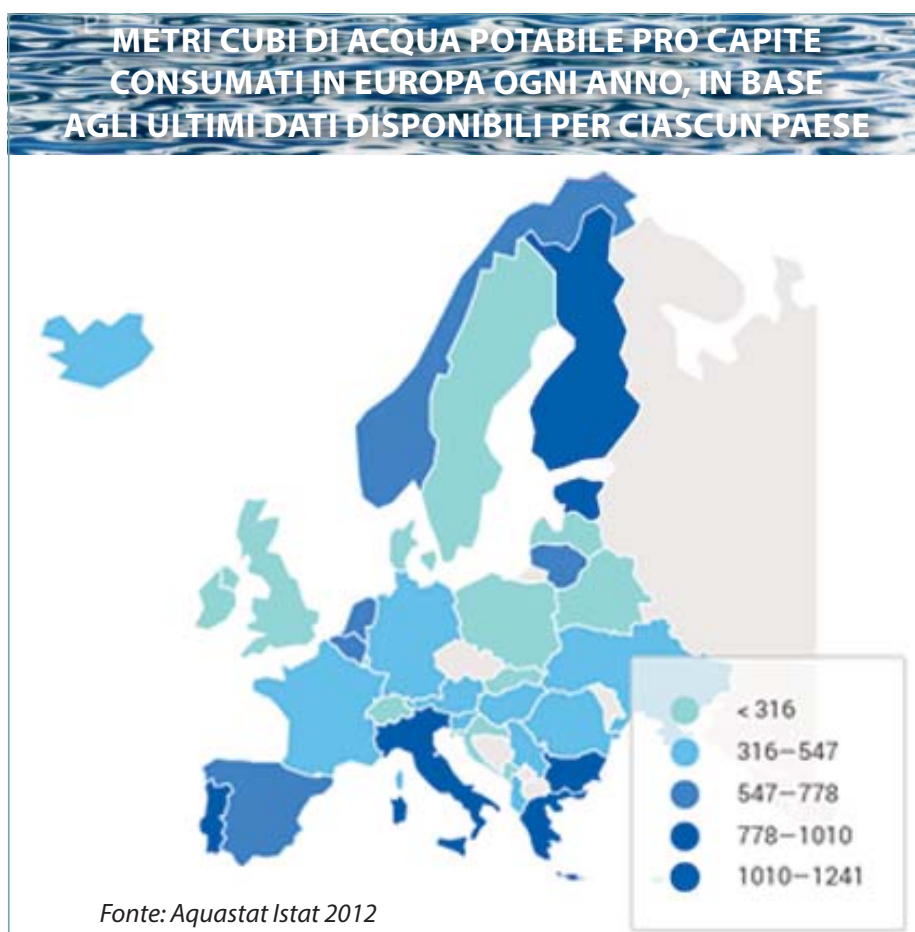 METRI CUBI DI ACQUA POTABILE PRO CAPITE
CONSUMATI IN EUROPA OGNI ANNO, IN BASE
AGLI ULTIMI DATI DISPONIBILI PER CIASCUN PAESE
< 316
316–547
547–778
778–1010
1010–1241
Fonte: Aquastat Istat 2012